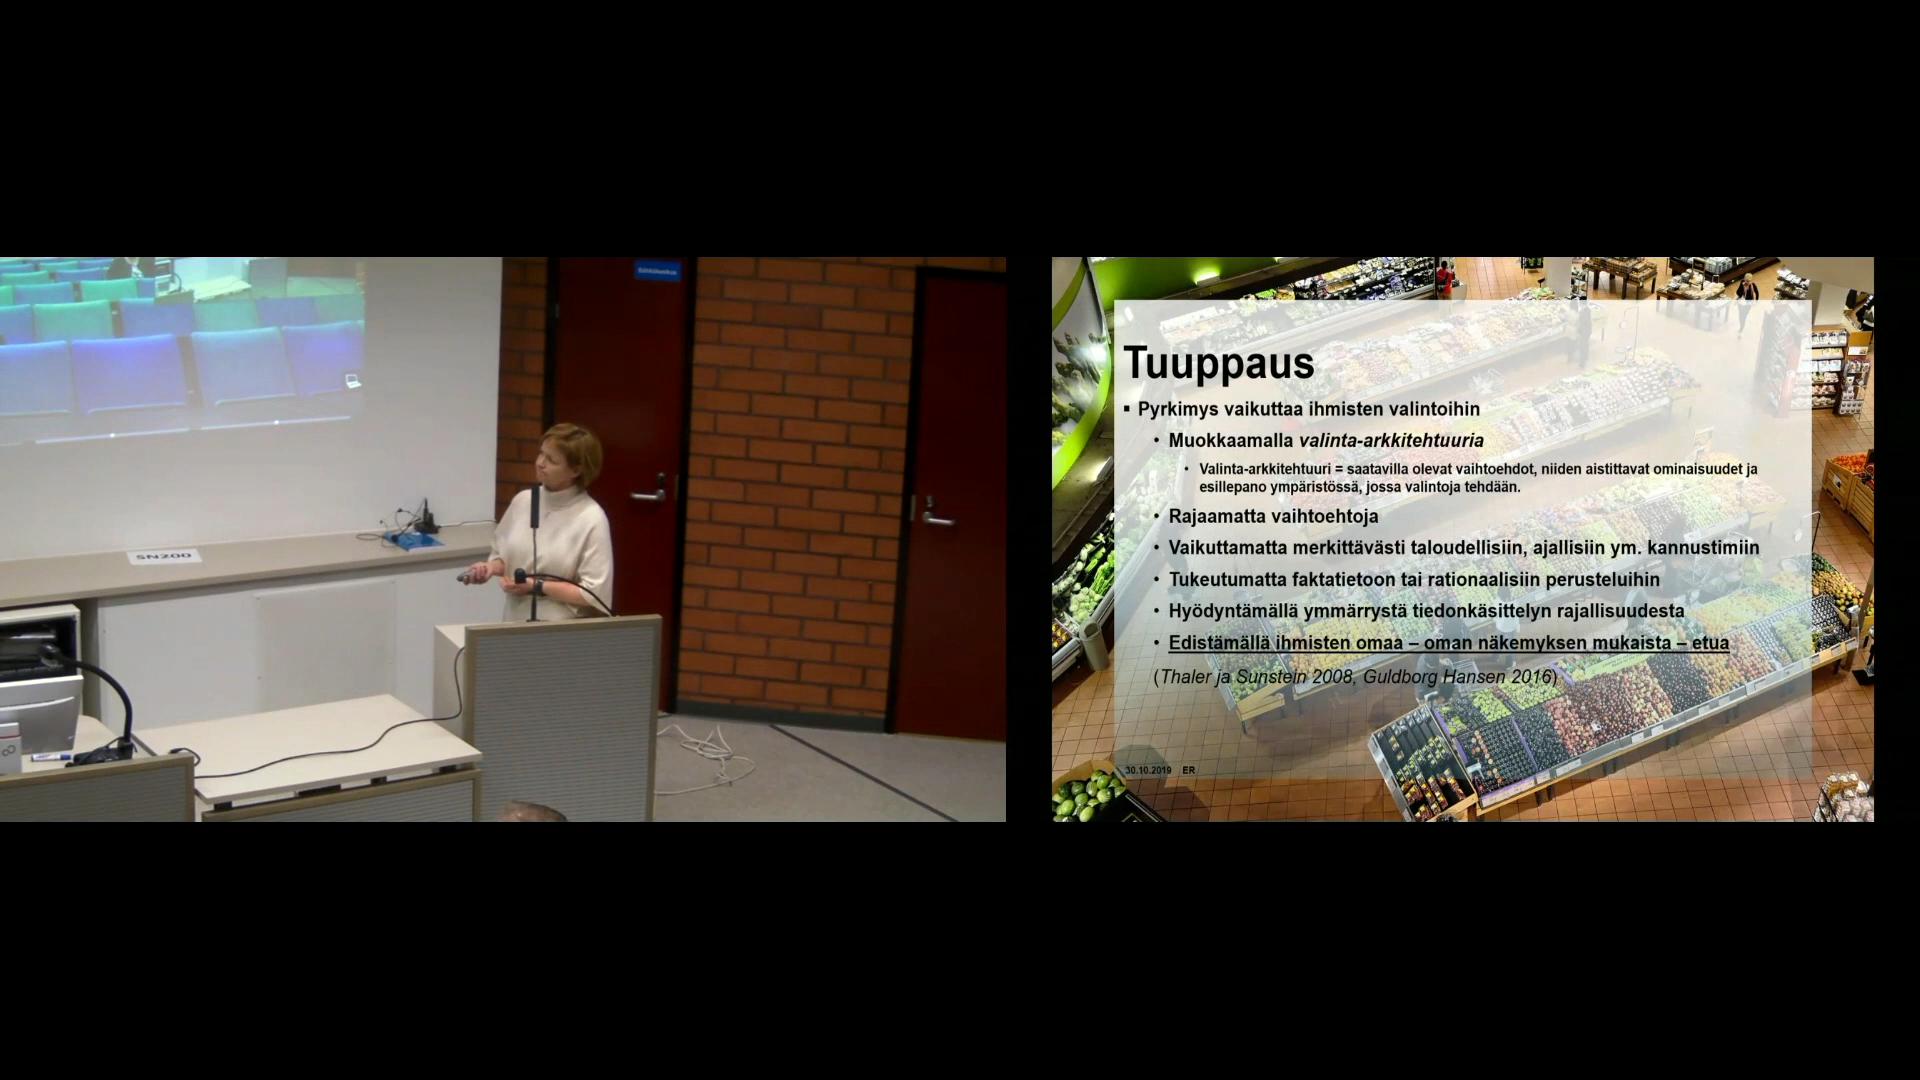 SN200
Tuuppaus
▪ Pyrkimys vaikuttaa ihmisten valintoihin
• Muokkaamalla valinta-arkkitehtuuria
• Valinta-arkkitehtuuri = saatavilla olevat vaihtoehdot, niiden aistittavat ominaisuudet ja
esillepano ympäristössä, jossa valintoja tehdään.
• Rajaamatta vaihtoehtoja
• Vaikuttamatta merkittävästi taloudellisiin, ajallisiin ym. kannustimiin
• Tukeutumatta faktatietoon tai rationaalisiin perusteluihin
• Hyödyntämällä ymmärrystä tiedonkäsittelyn rajallisuudesta
• Edistämällä ihmisten omaa – oman näkemyksen mukaista – etua
(Thaler ja Sunstein 2008, Guldborg Hansen 2016)
30.10.2019 ER